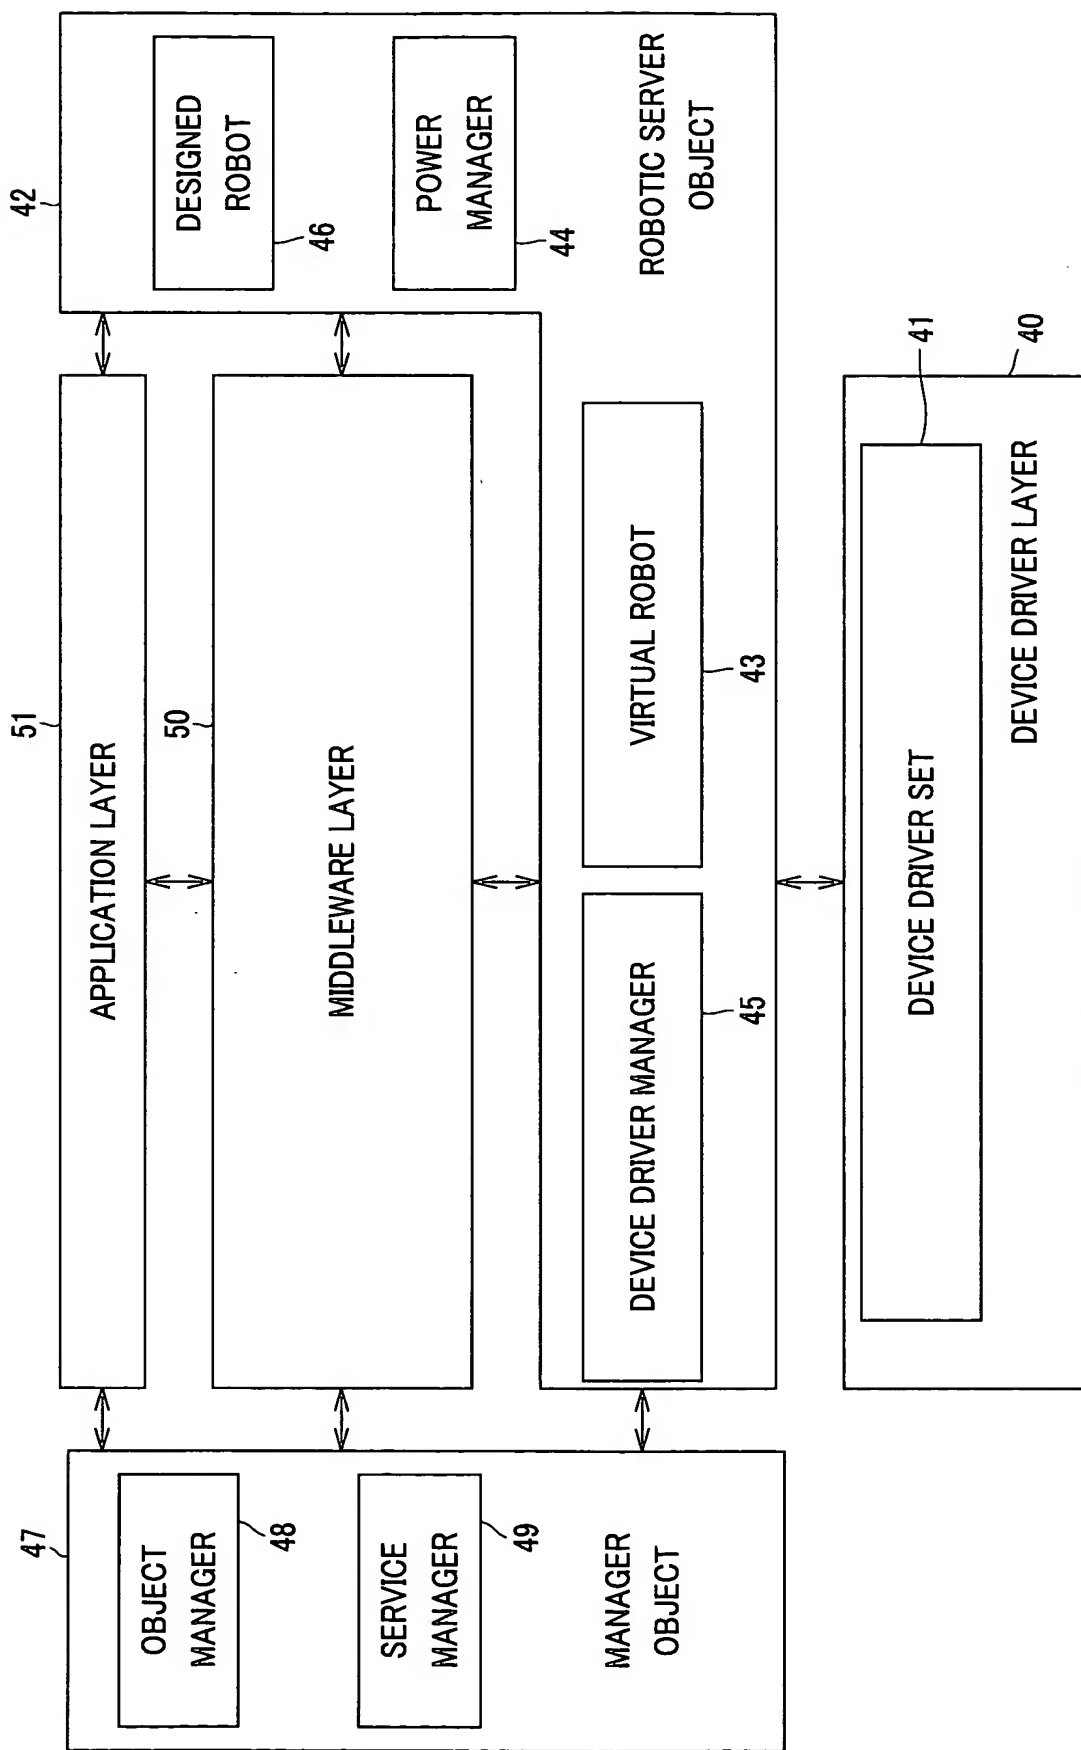 51
APPLICATION LAYER
50
MIDDLEWARE LAYER
42
DESIGNED
ROBOT
46
POWER
MANAGER
44
ROBOTIC SERVER
OBJECT
DEVICE DRIVER MANAGER
45
VIRTUAL ROBOT
43
47
OBJECT
MANAGER
48
SERVICE
MANAGER
49
MANAGER
OBJECT
41
40
DEVICE DRIVER SET
DEVICE DRIVER LAYER